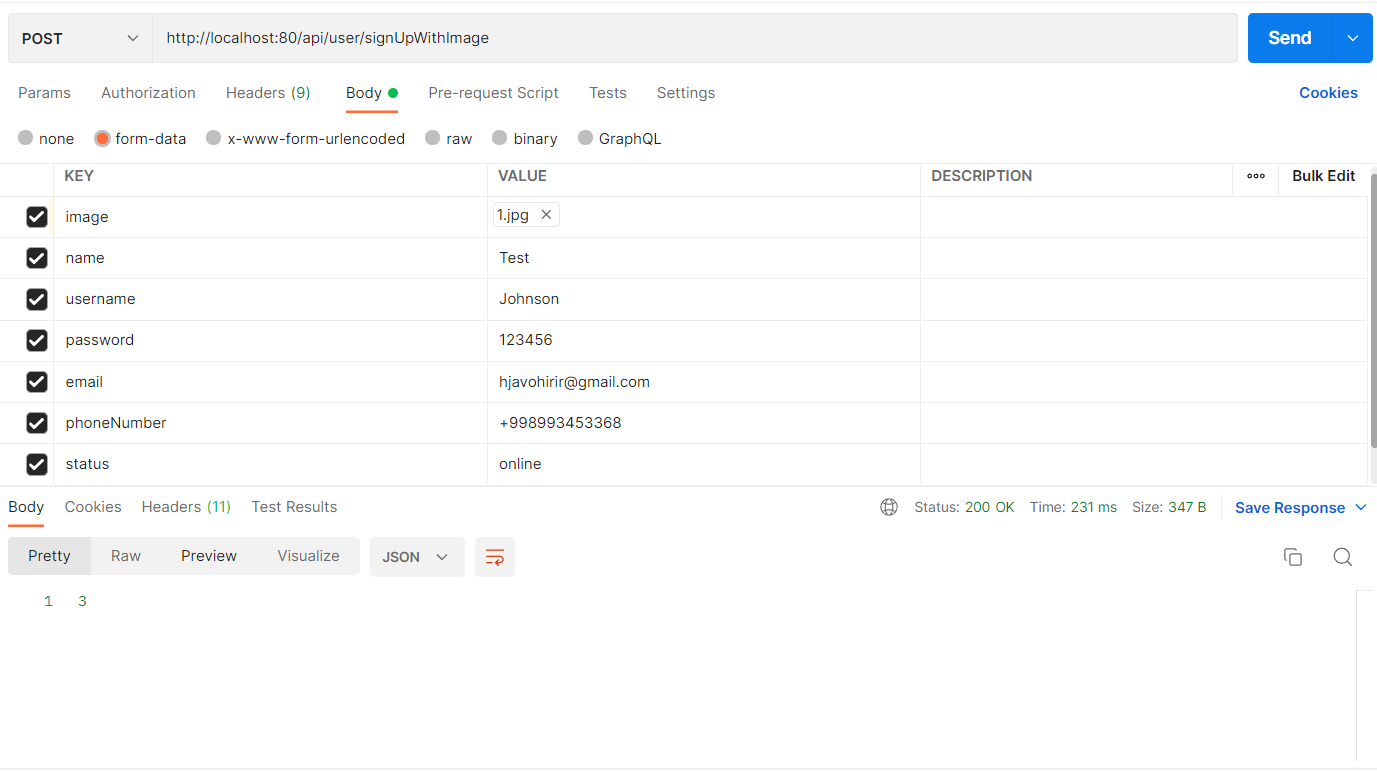 POST http://localhost:80/api/user/signUpWithImage Send
Params Authorization Headers (9) Body Pre-request Script Tests Settings Cookies
none form-data x-www-form-urlencoded raw binary GraphQL
KEY VALUE DESCRIPTION ooo Bulk Edit
image 1.jpg
name Test
username Johnson
password 123456
email hjavohirir@gmail.com
phoneNumber +998993453368
status online
Body Cookies Headers (11) Test Results Status: 200 OK Time: 231 ms Size: 347 B Save Response
Pretty Raw Preview Visualize JSON
1 3